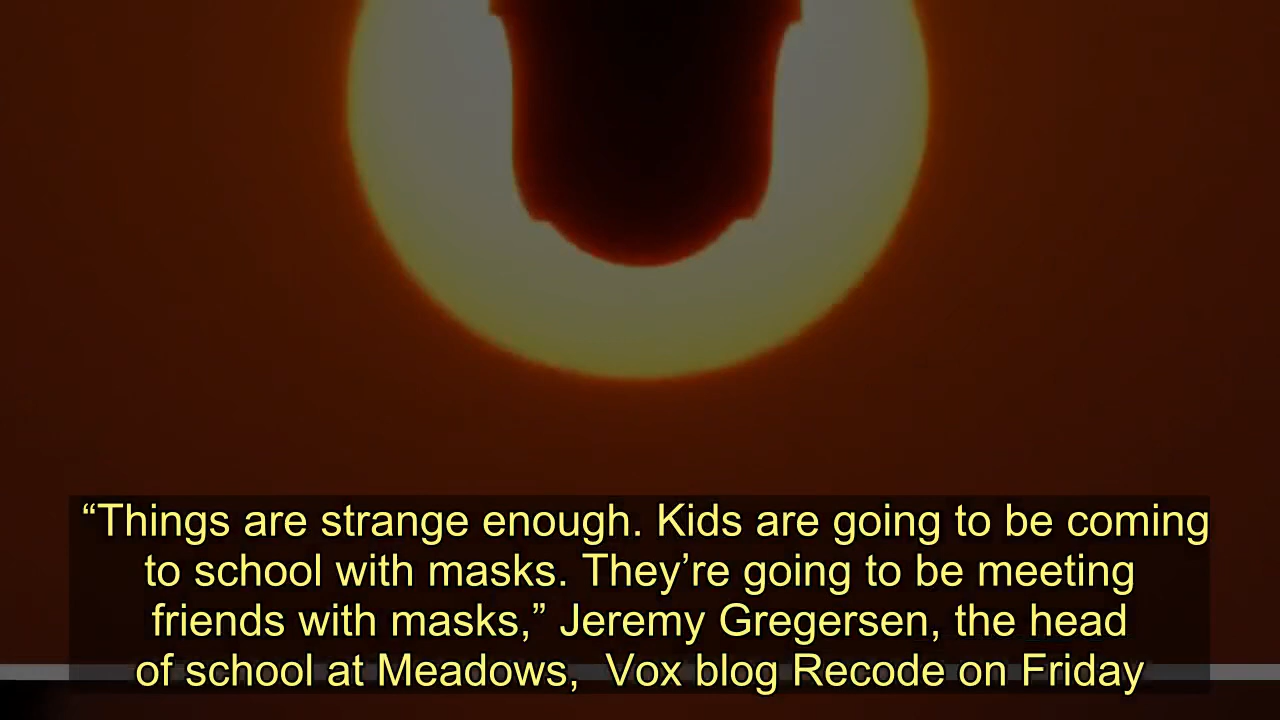 “Things are strange enough. Kids are going to be coming
to school with masks. They’re going to be meeting
friends with masks,” Jeremy Gregersen, the head
of school at Meadows,  Vox blog Recode on Friday